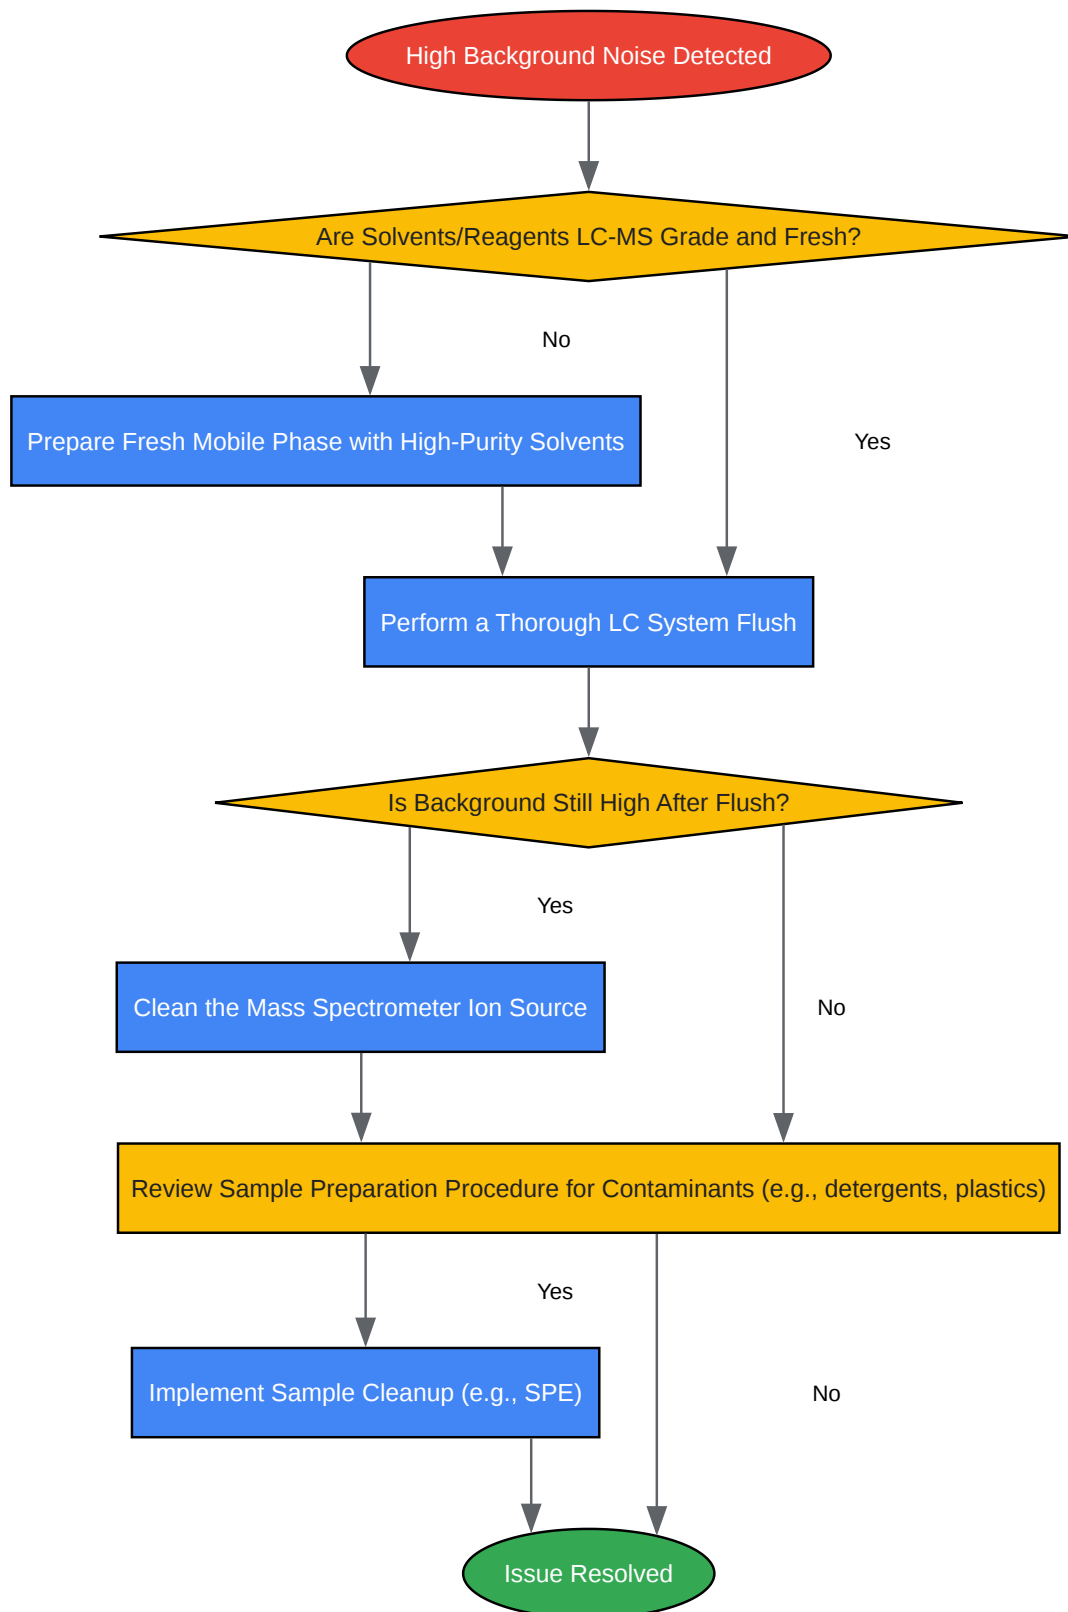 High Background Noise Detected
Are Solvents/Reagents LC-MS Grade and Fresh?
No
Prepare Fresh Mobile Phase with High-Purity Solvents
Yes
Perform a Thorough LC System Flush
Is Background Still High After Flush?
Yes
Clean the Mass Spectrometer Ion Source
No
Review Sample Preparation Procedure for Contaminants (e.g., detergents, plastics)
Yes
Implement Sample Cleanup (e.g., SPE)
No
Issue Resolved